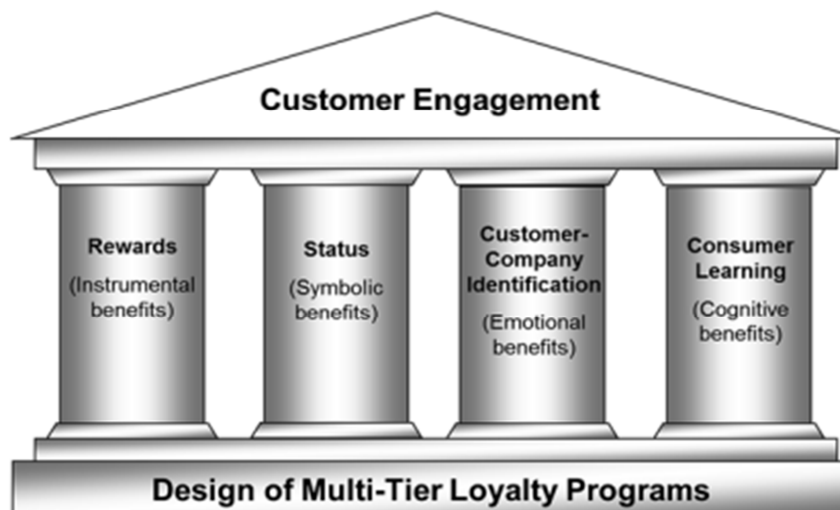 Customer Engagement
Rewards
(Instrumental
benefits)
Status
(Symbolic
benefits)
Customer-
Company
Identification
(Emotional
benefits)
Consumer
Learning
(Cognitive
benefits)
Design of Multi-Tier Loyalty Programs